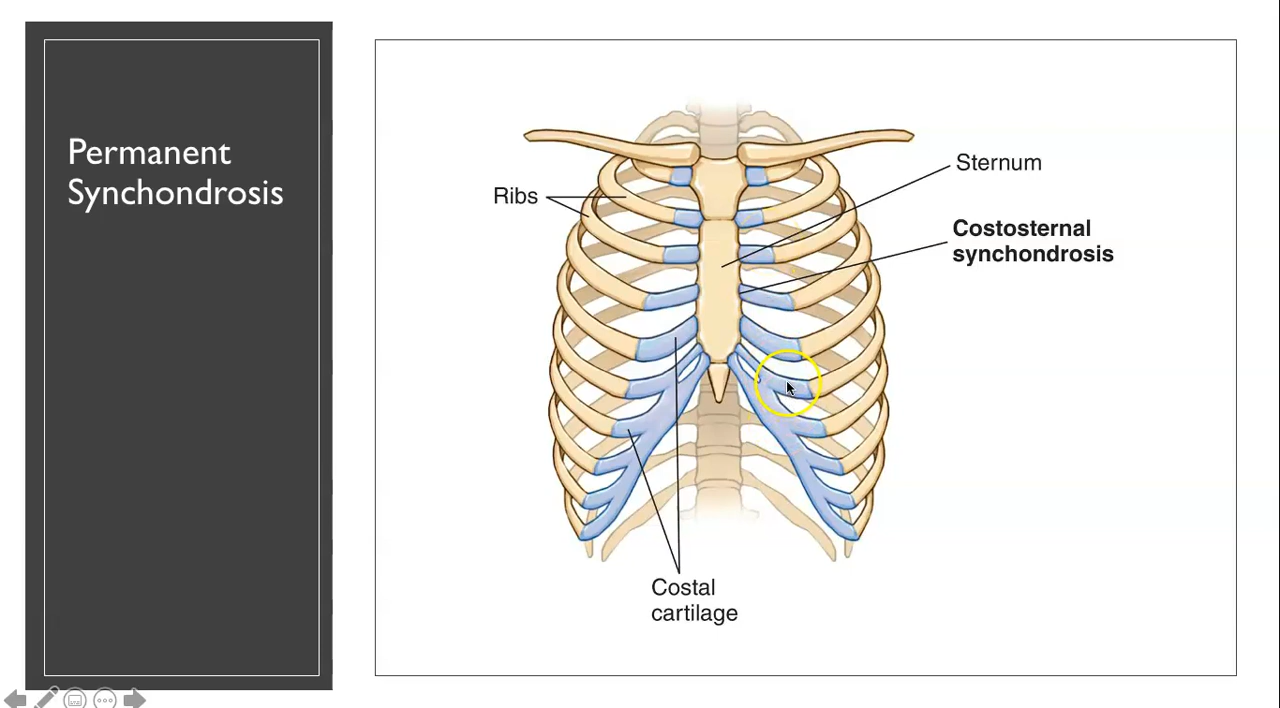 Permanent
Synchondrosis
Ribs
Sternum
Costosternal
synchondrosis
Costal
cartilage